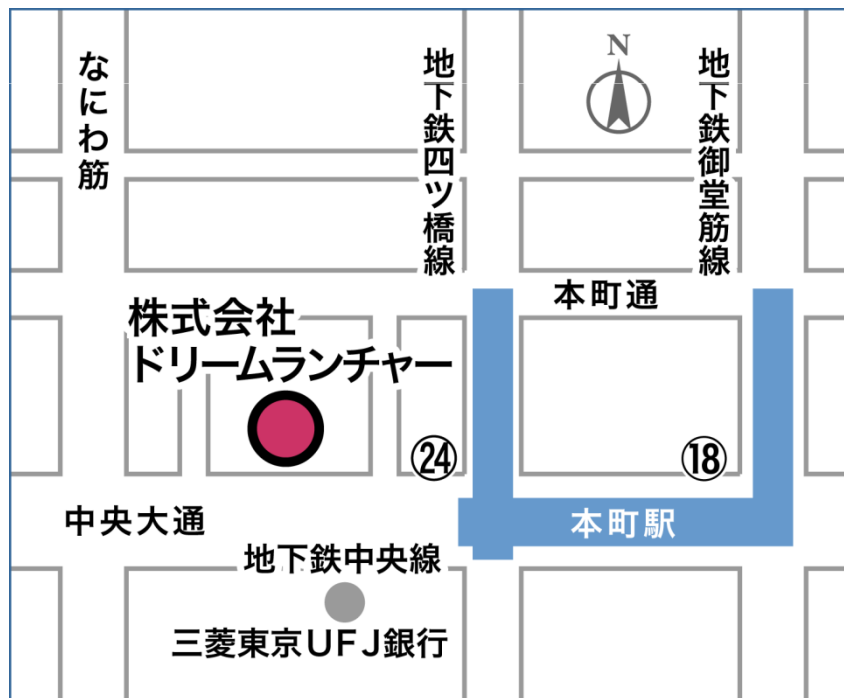 なにわ筋
地下鉄四ツ橋線
N
地下鉄御堂筋線
本町通
株式会社
ドリームランチャー
㉔
⑱
中央大通
本町駅
地下鉄中央線
三菱東京UFJ銀行